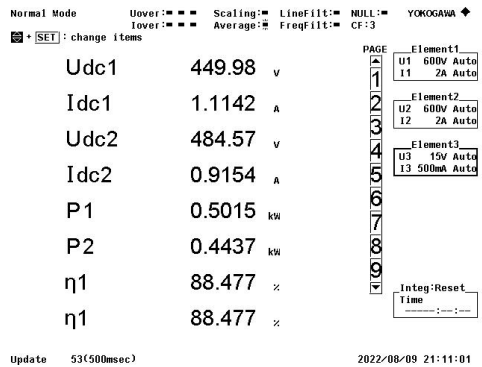 Normal Mode Uover:= = = Scaling:= LineFilt:= NULL:= YOKOGAWA ◆
Iover:= = = Average: FreqFilt:= CF:3
+ SET : change items
PAGE
Udc1 449.98 V
Idc1 1.1142 A
Udc2 484.57 V
Idc2 0.9154 A
P1 0.5015 kW
P2 0.4437 kW
η1 88.477 %
η1 88.477 %
1
2
3
4
5
6
7
8
9
Element1
U1 600V Auto
I1 2A Auto
Element2
U2 600V Auto
I2 2A Auto
Element3
U3 15V Auto
I3 500mA Auto
Integ:Reset
Time
-----:--:--
Update 53(500msec) 2022/08/09 21:11:01